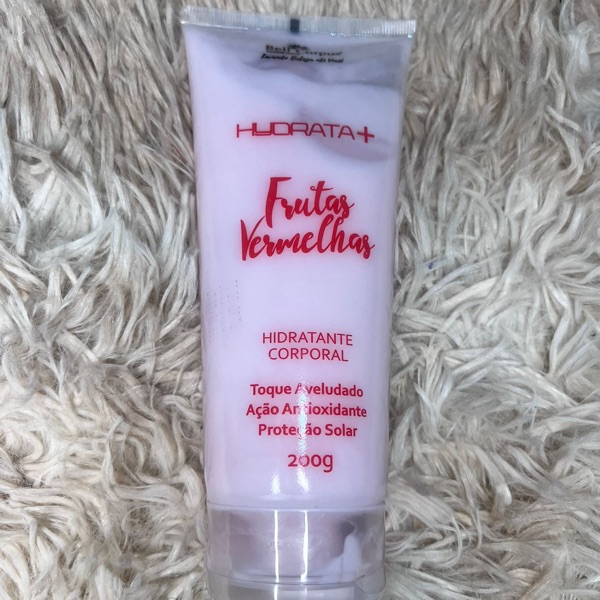 HYDRATA+
Frutas
Vermelhas
HIDRATANTE
CORPORAL
Toque Aveludado
Ação Antioxidante
Proteção Solar
200g